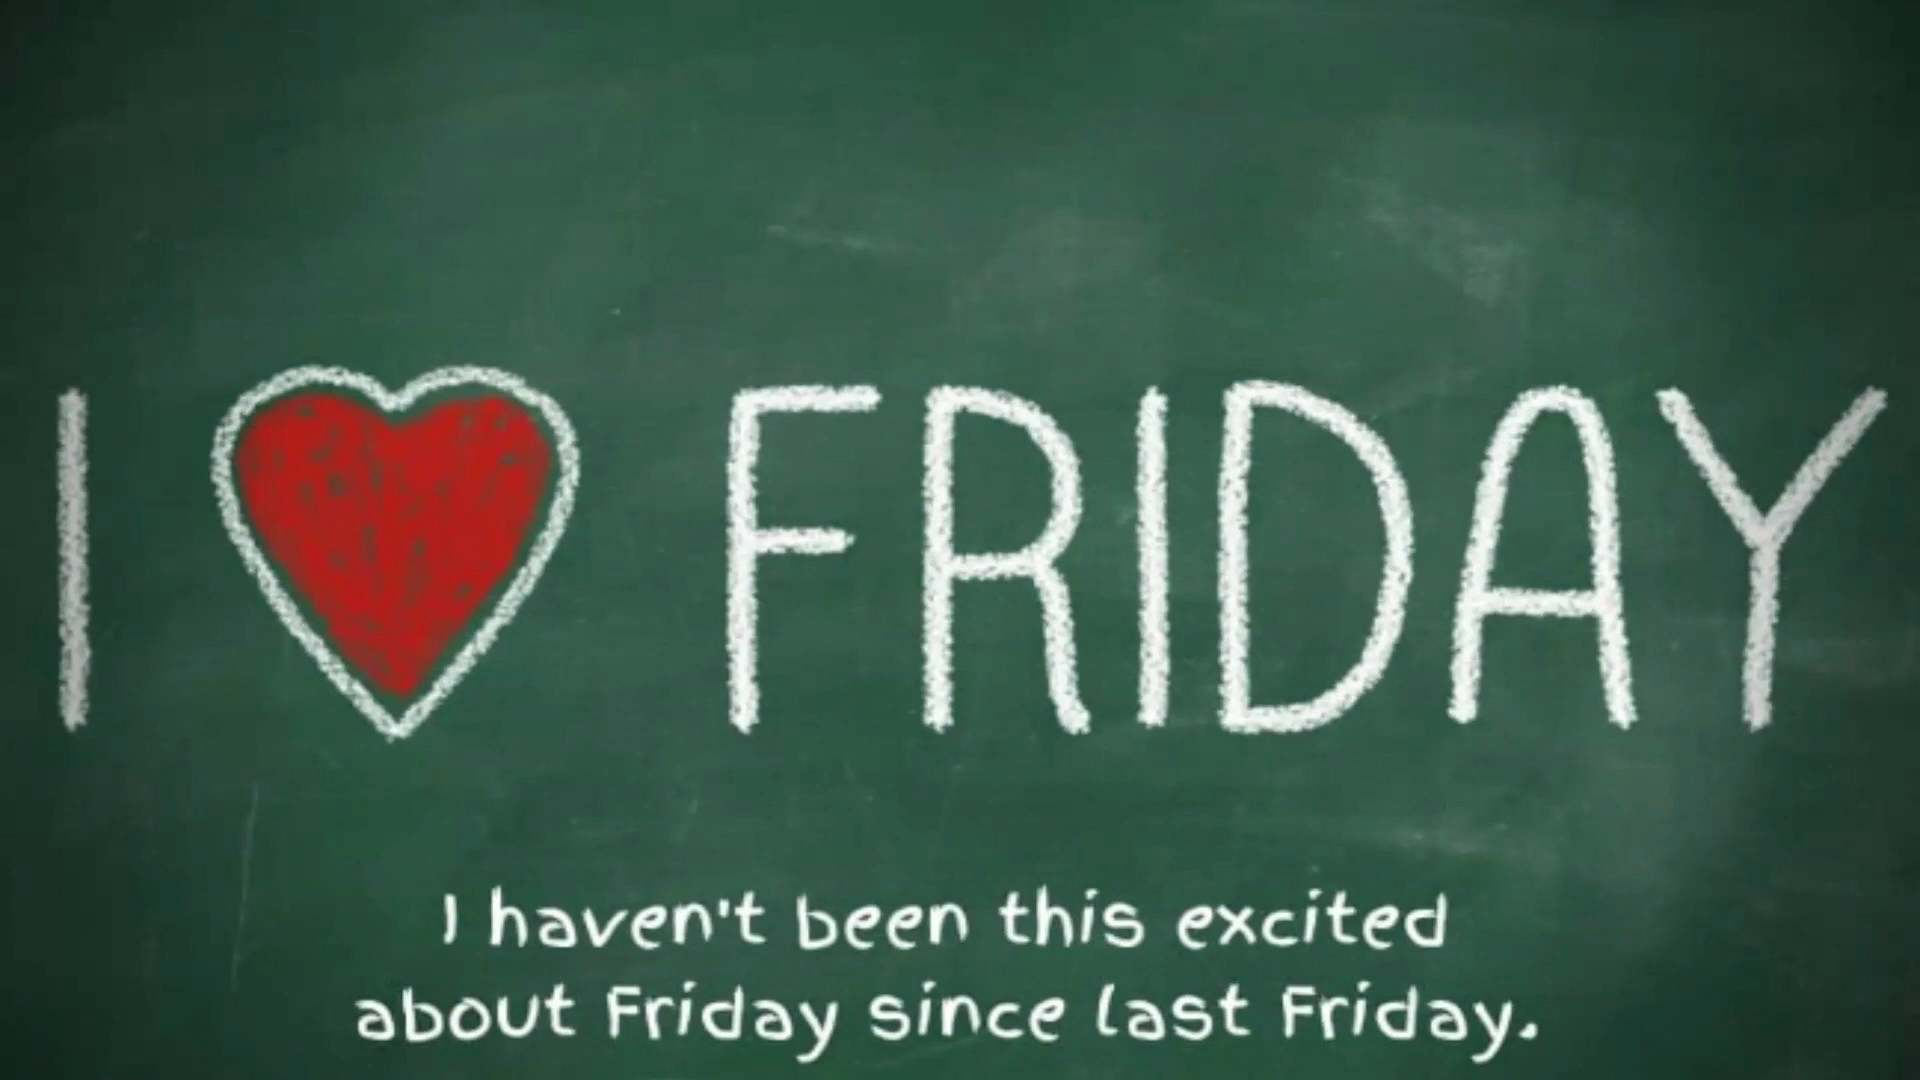 I ♥ FRIDAY
I haven't been this excited
about Friday since last Friday.